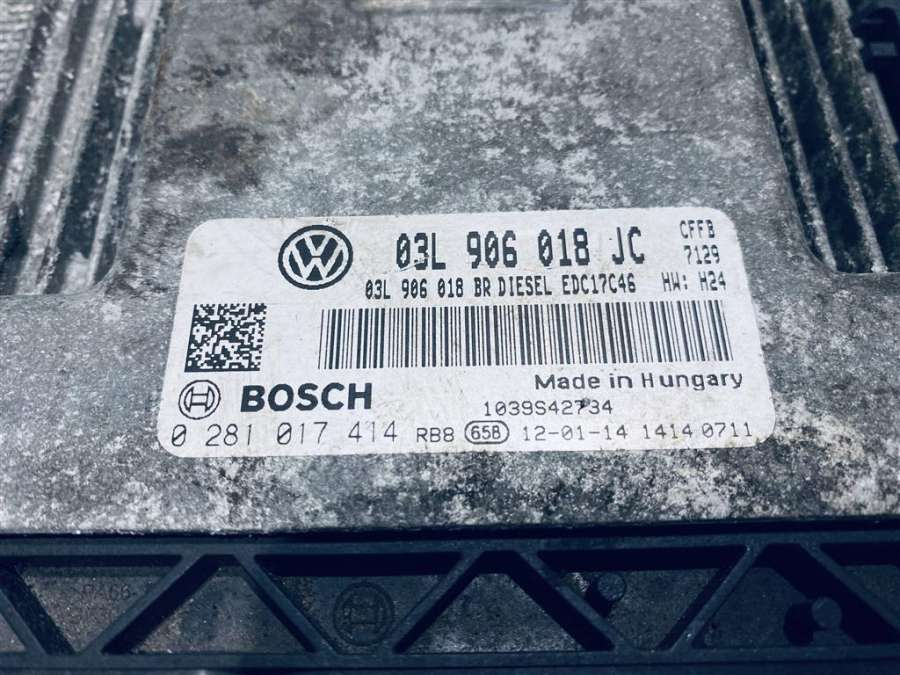 03L 906 018 JC
CFFB
7129
03L 906 018 BR DIESEL EDC17C46 HW: H24
BOSCH
Made in Hungary
1039S42734
0 281 017 414 RB8 65B 12-01-14 1414 0711